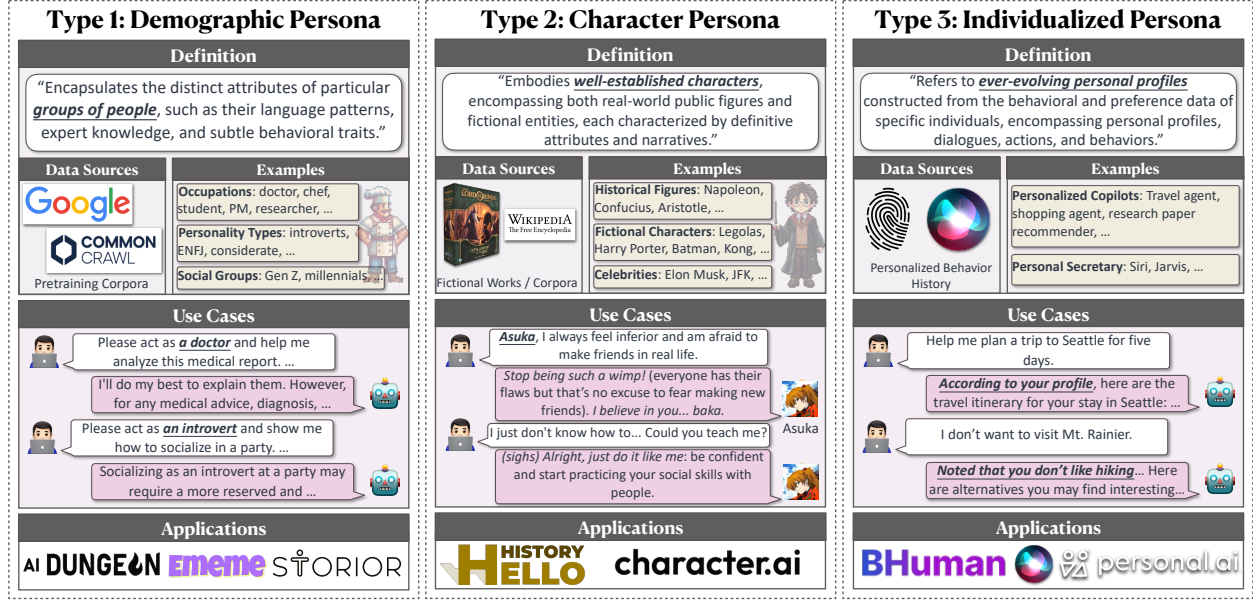 Type 1: Demographic Persona
Definition
“Encapsulates the distinct attributes of particular
groups of people, such as their language patterns,
expert knowledge, and subtle behavioral traits.”
Data Sources
Google
COMMON
CRAWL
Pretraining Corpora
Examples
Occupations: doctor, chef,
student, PM, researcher, …
Personality Types: introverts,
ENFJ, considerate, …
Social Groups: Gen Z, millennials, …
Use Cases
Please act as a doctor and help me
analyze this medical report. …
I'll do my best to explain them. However,
for any medical advice, diagnosis, …
Please act as an introvert and show me
how to socialize in a party. …
Socializing as an introvert at a party may
require a more reserved and …
Applications
AI DUNGEON
Ememe
STORIOR
Type 2: Character Persona
Definition
“Embodies well-established characters,
encompassing both real-world public figures and
fictional entities, each characterized by definitive
attributes and narratives.”
Data Sources
WIKIPEDIA
The Free Encyclopedia
Fictional Works / Corpora
Examples
Historical Figures: Napoleon,
Confucius, Aristotle, …
Fictional Characters: Legolas,
Harry Porter, Batman, Kong, …
Celebrities: Elon Musk, JFK, …
Use Cases
Asuka, I always feel inferior and am afraid to
make friends in real life.
Stop being such a wimp! (everyone has their
flaws but that’s no excuse to fear making new
friends). I believe in you... baka.
Asuka
I just don't know how to... Could you teach me?
(sighs) Alright, just do it like me: be confident
and start practicing your social skills with
people.
Applications
HISTORY
HELLO
character.ai
Type 3: Individualized Persona
Definition
“Refers to ever-evolving personal profiles
constructed from the behavioral and preference data of
specific individuals, encompassing personal profiles,
dialogues, actions, and behaviors.”
Data Sources
Personalized Behavior
History
Examples
Personalized Copilots: Travel agent,
shopping agent, research paper
recommender, …
Personal Secretary: Siri, Jarvis, …
Use Cases
Help me plan a trip to Seattle for five
days.
According to your profile, here are the
travel itinerary for your stay in Seattle: …
I don’t want to visit Mt. Rainier.
Noted that you don’t like hiking… Here
are alternatives you may find interesting…
Applications
BHuman
personal.ai